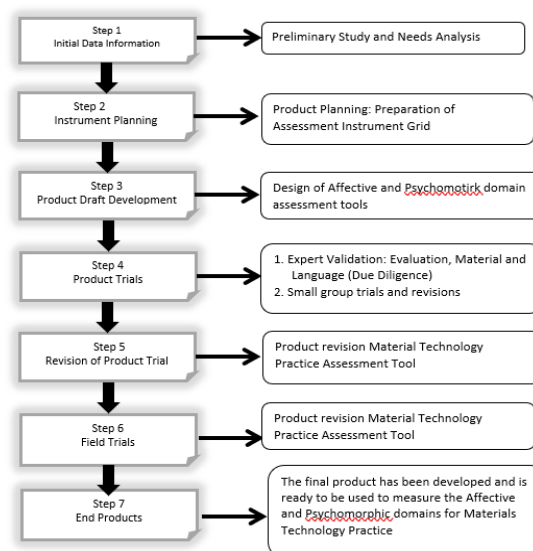 Step 1
Initial Data Information
Preliminary Study and Needs Analysis
Step 2
Instrument Planning
Product Planning: Preparation of
Assessment Instrument Grid
Step 3
Product Draft Development
Design of Affective and Psychomotirk domain
assessment tools
Step 4
Product Trials
1. Expert Validation: Evaluation, Material and
Language (Due Diligence)
2. Small group trials and revisions
Step 5
Revision of Product Trial
Product revision Material Technology
Practice Assessment Tool
Step 6
Field Trials
Product revision Material Technology
Practice Assessment Tool
Step 7
End Products
The final product has been developed and is
ready to be used to measure the Affective
and Psychomorphic domains for Materials
Technology Practice